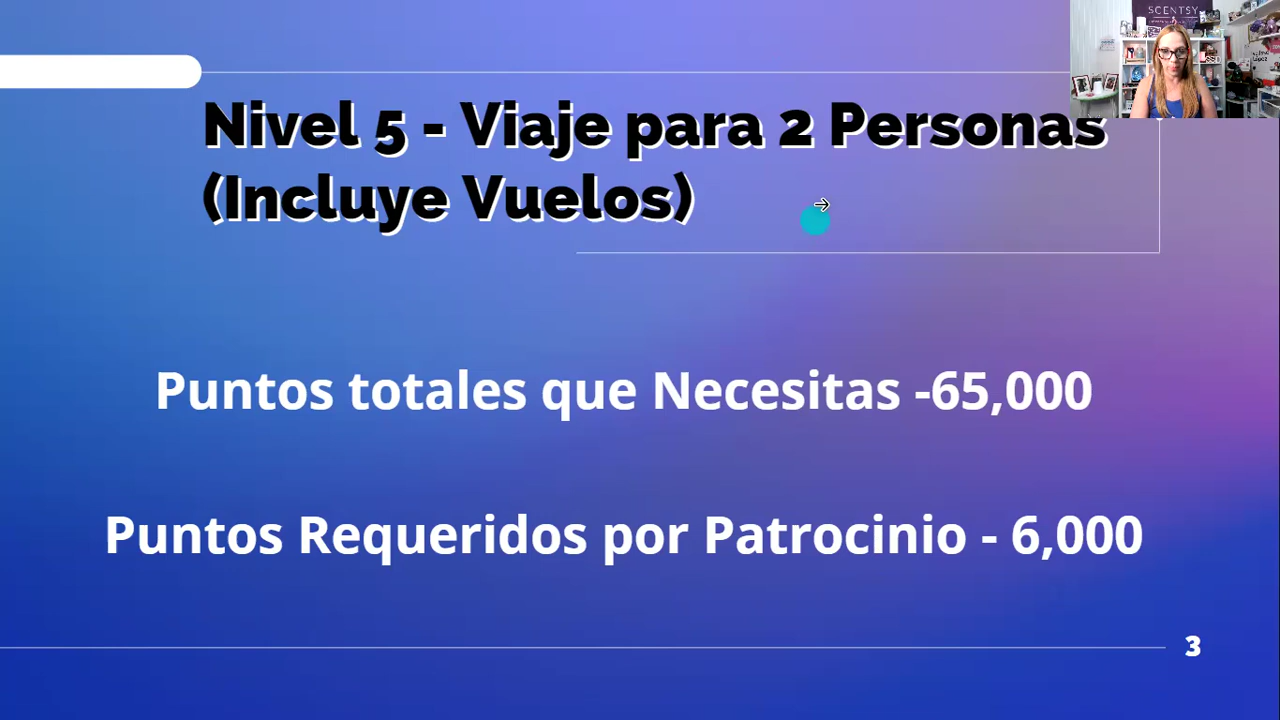 SCENTSY
Nivel 5 - Viaje para 2 Personas
(Incluye Vuelos)
Puntos totales que Necesitas -65,000
Puntos Requeridos por Patrocinio - 6,000
3